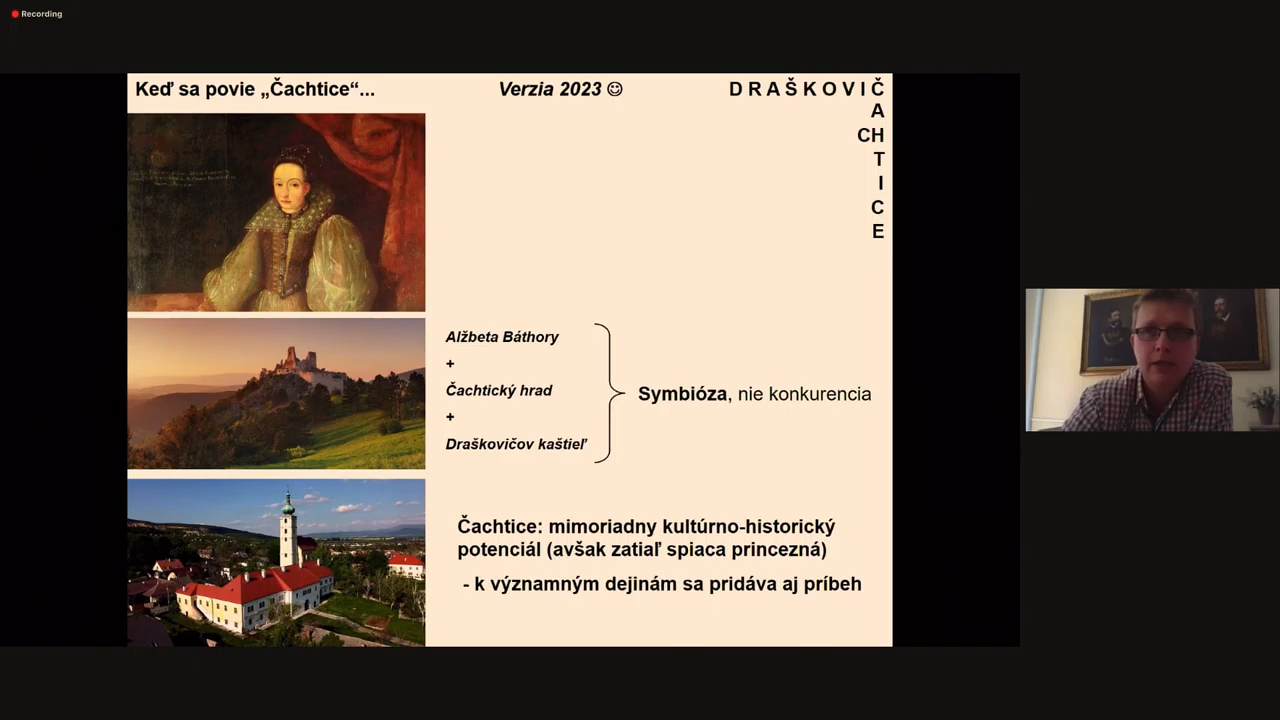 Recording
Keď sa povie „Čachtice“...
Verzia 2023 ☺
D R A Š K O V I Č
A
CH
T
I
C
E
Alžbeta Báthory
+
Čachtický hrad
+
Draškovičov kaštieľ
Symbióza, nie konkurencia
Čachtice: mimoriadny kultúrno-historický
potenciál (avšak zatiaľ spiaca princezná)
- k významným dejinám sa pridáva aj príbeh